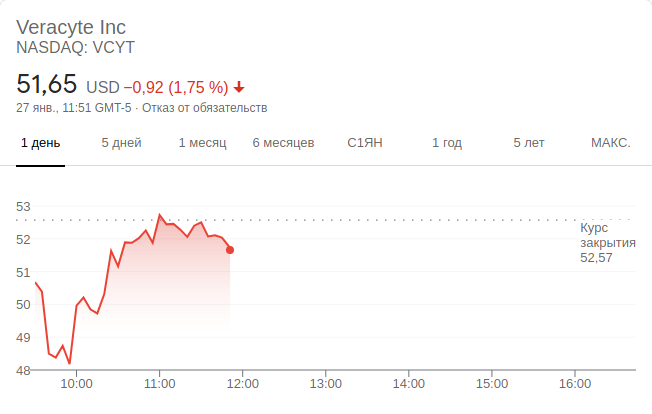 Veracyte Inc
NASDAQ: VCYT
51,65 USD −0,92 (1,75 %)
27 янв., 11:51 GMT-5 · Отказ от обязательств
1 день 5 дней 1 месяц 6 месяцев С1ЯН 1 год 5 лет МАКС.
53
52
51
50
49
48
Курс
закрытия
52,57
10:00 11:00 12:00 13:00 14:00 15:00 16:00